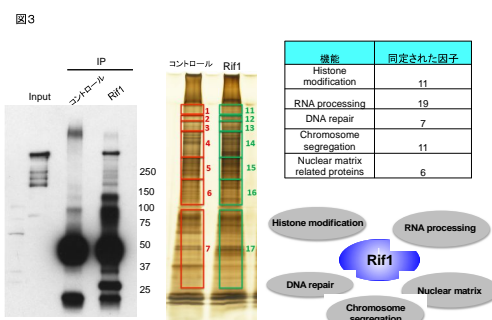 図3
IP
Input
コントロール
Rif1
250
150
100
75
50
37
25
コントロール
Rif1
1
2
3
4
5
6
7
11
12
13
14
15
16
17
機能 同定された因子
Histone
modification 11
RNA processing 19
DNA repair 7
Chromosome
segregation 11
Nuclear matrix
related proteins 6
Histone modification
RNA processing
Rif1
DNA repair
Nuclear matrix
Chromosome
segregation